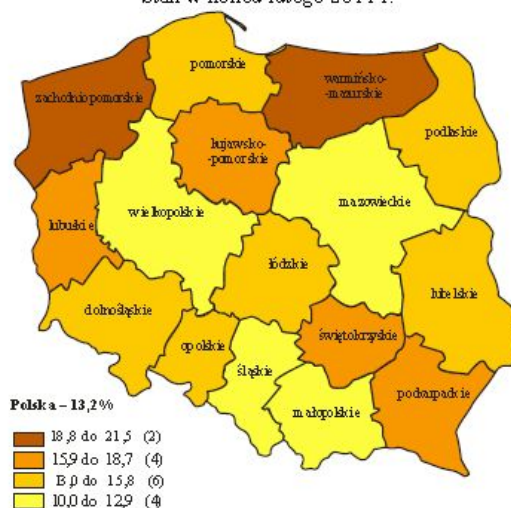 pomorskie
warmińsko-
-mazurskie
zachodniopomorskie
podlaskie
kujawsko-
-pomorskie
wielkopolskie
mazowieckie
lubuskie
łódzkie
lubelskie
dolnośląskie
opolskie
świętokrzyskie
śląskie
małopolskie
podkarpackie
Polska – 13,2%
18,8 do 21,5 (2)
15,9 do 18,7 (4)
13,0 do 15,8 (6)
10,0 do 12,9 (4)